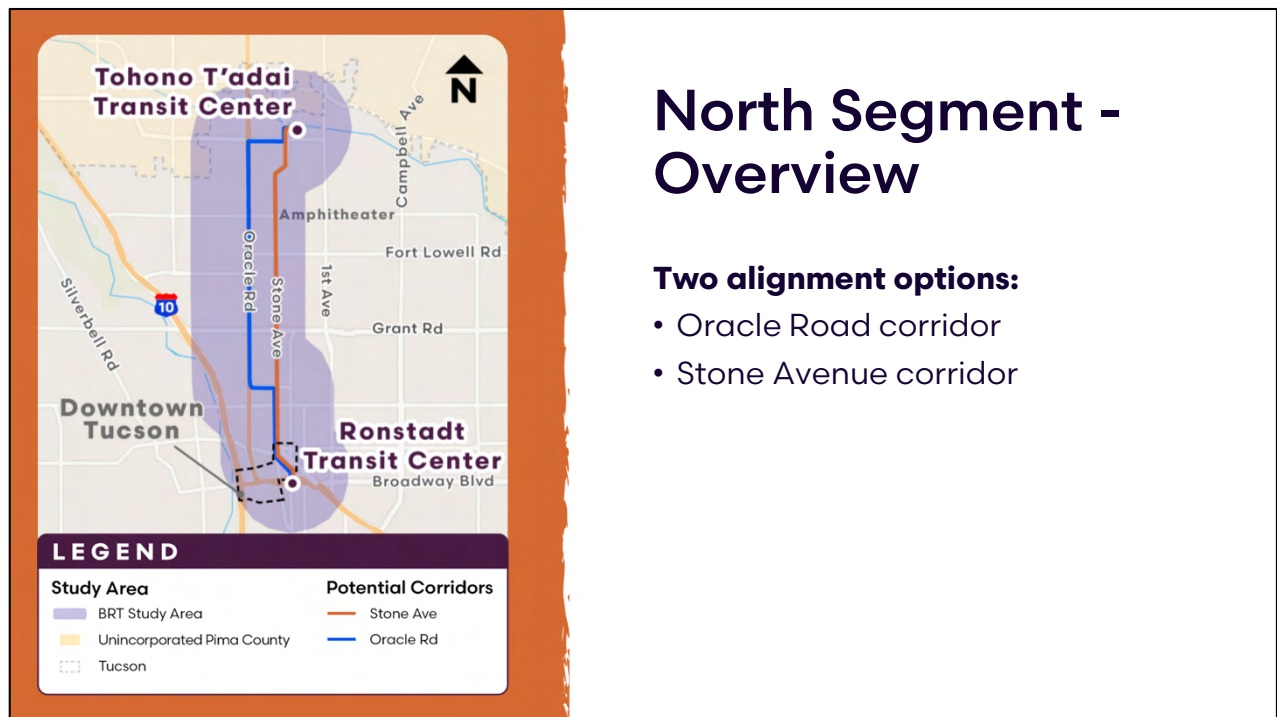 Tohono T'adai
Transit Center
N
Campbell Ave
Amphitheater
Fort Lowell Rd
Oracle Rd
Stone Ave
1st Ave
10
Silverbell Rd
Grant Rd
Downtown
Tucson
Ronstadt
Transit Center
Broadway Blvd
LEGEND
Study Area
BRT Study Area
Unincorporated Pima County
Tucson
Potential Corridors
Stone Ave
Oracle Rd
North Segment -
Overview
Two alignment options:
• Oracle Road corridor
• Stone Avenue corridor